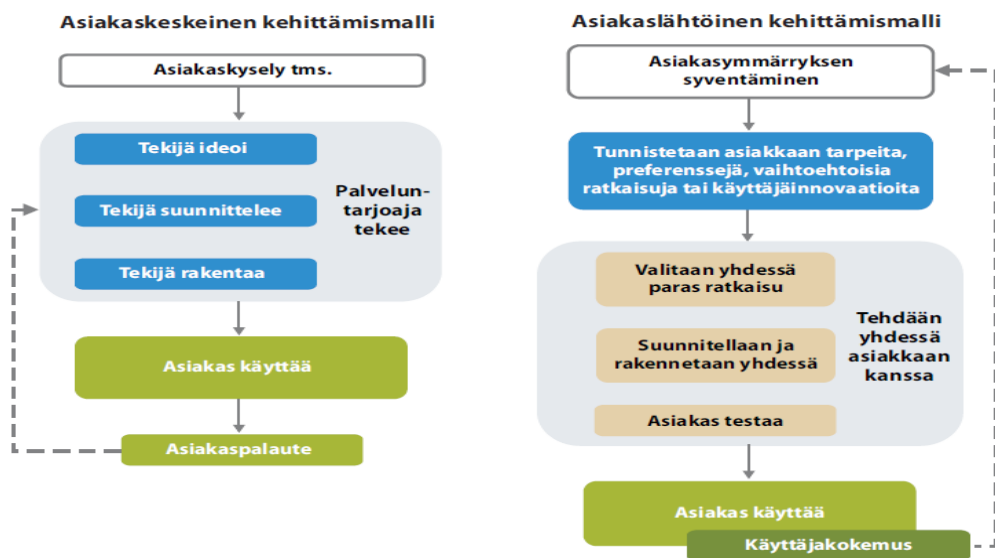 Asiakaskeskeinen kehittämismalli
Asiakaskysely tms.
Tekijä ideoi
Tekijä suunnittelee
Tekijä rakentaa
Palvelun-
tarjoaja
tekee
Asiakas käyttää
Asiakaspalaute
Asiakaslähtöinen kehittämismalli
Asiakasymmärryksen
syventäminen
Tunnistetaan asiakkaan tarpeita,
preferenssejä, vaihtoehtoisia
ratkaisuja tai käyttäjäinnovaatioita
Valitaan yhdessä
paras ratkaisu
Suunnitellaan ja
rakennetaan yhdessä
Asiakas testaa
Tehdään
yhdessä
asiakkaan
kanssa
Asiakas käyttää
Käyttäjakokemus